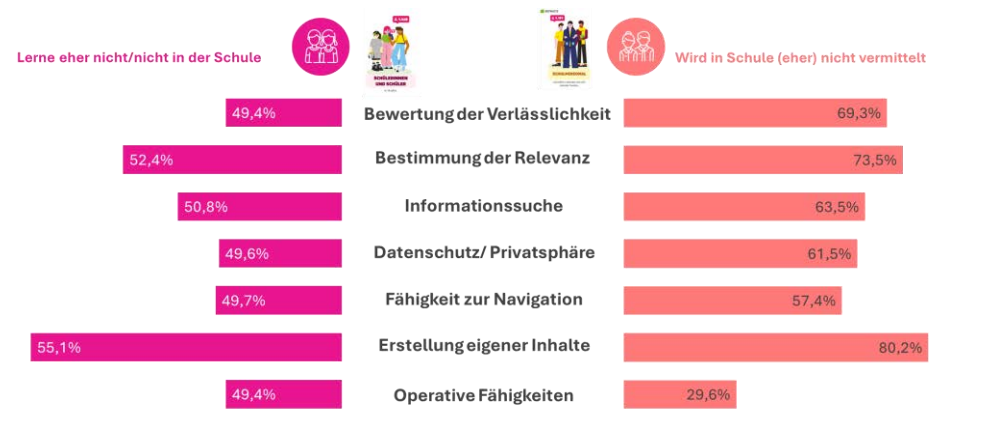 Lerne eher nicht/nicht in der Schule
SCHÜLERINNEN
UND SCHÜLER
Wird in Schule (eher) nicht vermittelt
49,4% Bewertung der Verlässlichkeit 69,3%
52,4% Bestimmung der Relevanz 73,5%
50,8% Informationssuche 63,5%
49,6% Datenschutz/ Privatsphäre 61,5%
49,7% Fähigkeit zur Navigation 57,4%
55,1% Erstellung eigener Inhalte 80,2%
49,4% Operative Fähigkeiten 29,6%